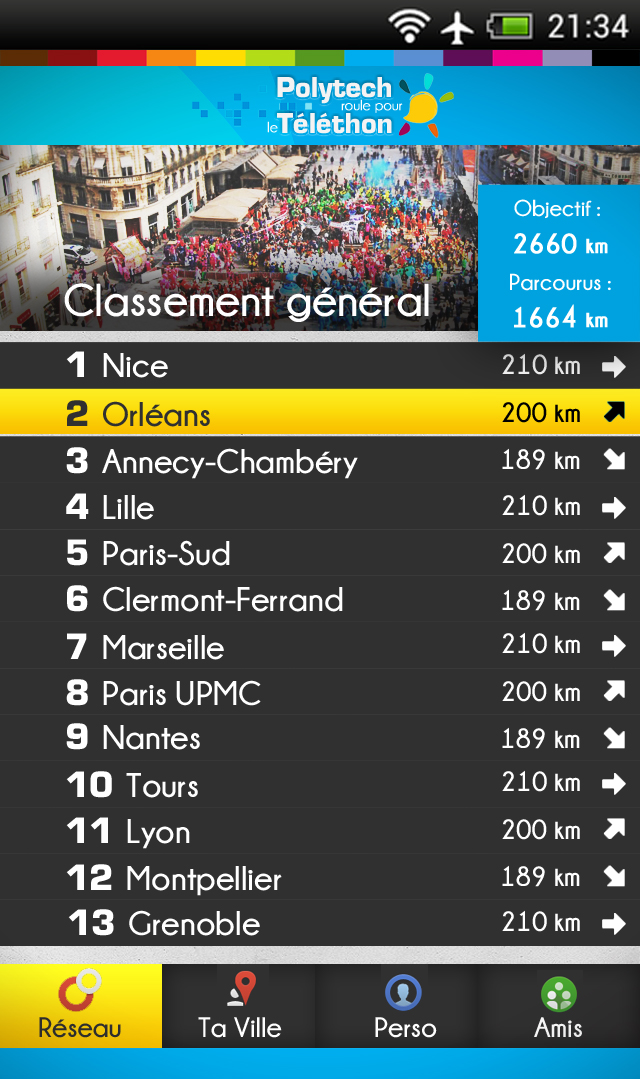 21:34
Polytech
roule pour
le Téléthon
Objectif :
2660 km
Parcourus :
1664 km
Classement général
1 Nice 210 km
2 Orléans 200 km
3 Annecy-Chambéry 189 km
4 Lille 210 km
5 Paris-Sud 200 km
6 Clermont-Ferrand 189 km
7 Marseille 210 km
8 Paris UPMC 200 km
9 Nantes 189 km
10 Tours 210 km
11 Lyon 200 km
12 Montpellier 189 km
13 Grenoble 210 km
Réseau Ta Ville Perso Amis